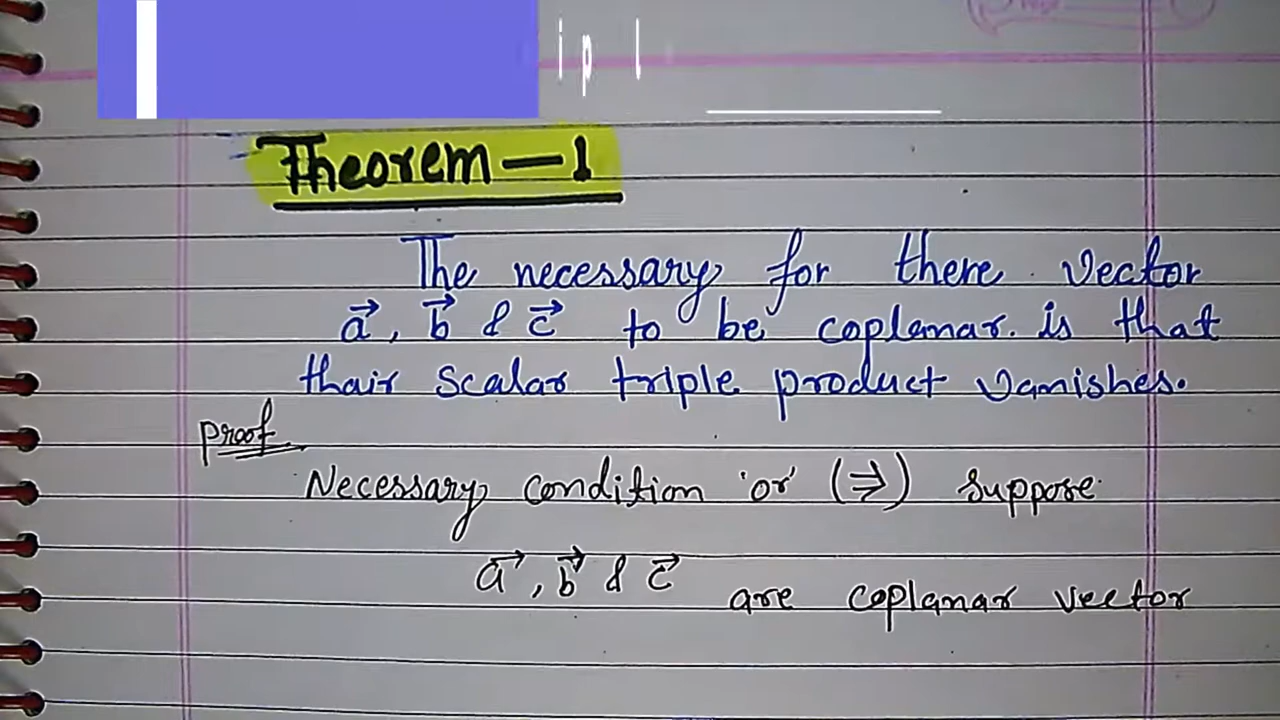 i p l
Theorem — 1
The necessary for there vector
a⃗, b⃗ & c⃗ to be coplanar. is that
thair scalar triple product vanishes.
Proof
Necessary condition 'or' (⇒) suppose
a⃗, b⃗ & c⃗ are coplanar vector